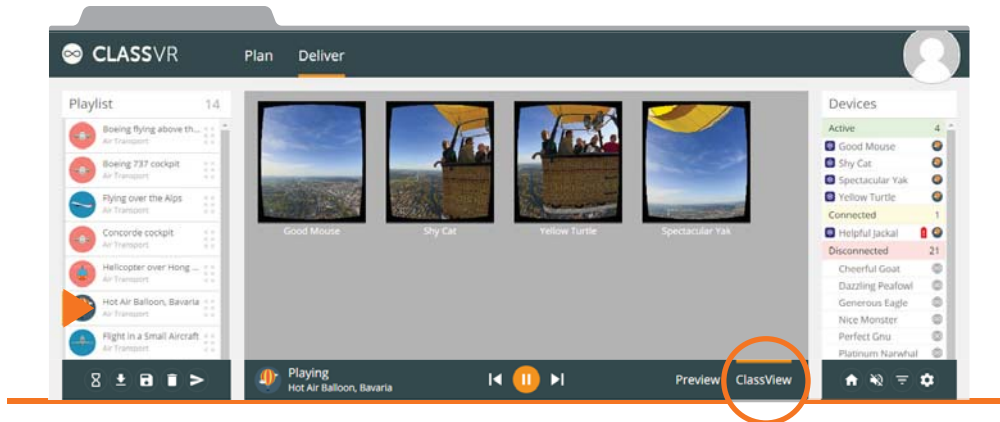 CLASSVR
Plan Deliver
Playlist 14
Boeing flying above th...
Air Transport
Boeing 737 cockpit
Air Transport
Flying over the Alps
Air Transport
Concorde cockpit
Air Transport
Helicopter over Hong ...
Air Transport
Hot Air Balloon, Bavaria
Air Transport
Flight in a Small Aircraft
Air Transport
Good Mouse Shy Cat Yellow Turtle Spectacular Yak
Playing
Hot Air Balloon, Bavaria
Preview ClassView
Devices
Active 4
Good Mouse
Shy Cat
Spectacular Yak
Yellow Turtle
Connected 1
Helpful Jackal
Disconnected 21
Cheerful Goat
Dazzling Peafowl
Generous Eagle
Nice Monster
Perfect Gnu
Platinum Narwhal